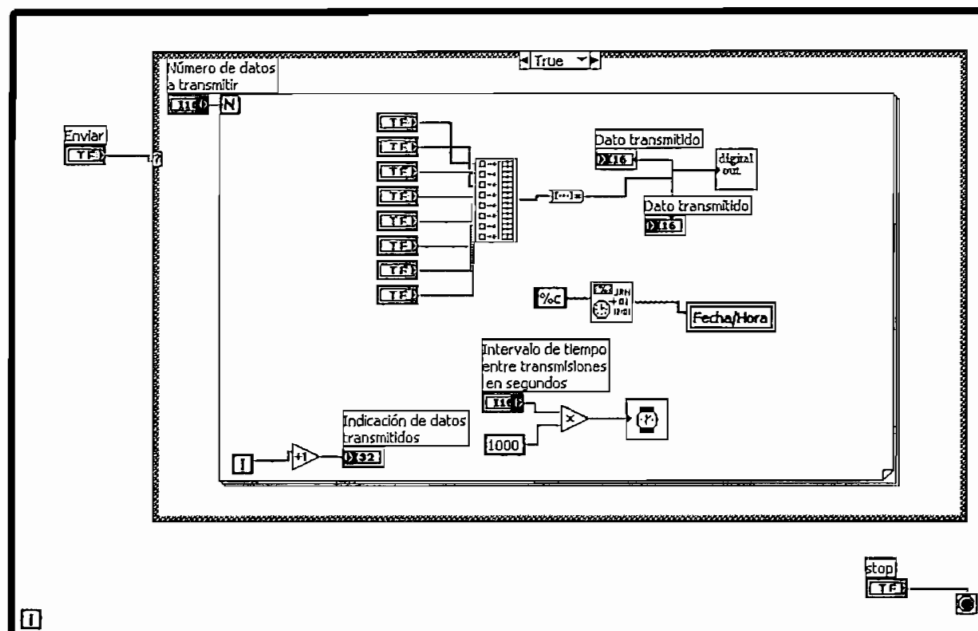 True
Número de datos
a transmitir
I16
N
Enviar
TF
?
TF
TF
TF
TF
TF
TF
TF
TF
Dato transmitido
I16
digital
out
Dato transmitido
I16
%c
%
Fecha/Hora
Intervalo de tiempo
entre transmisiones
en segundos
I16
x
1000
Indicación de datos
transmitidos
I
+1
I32
stop
TF
I